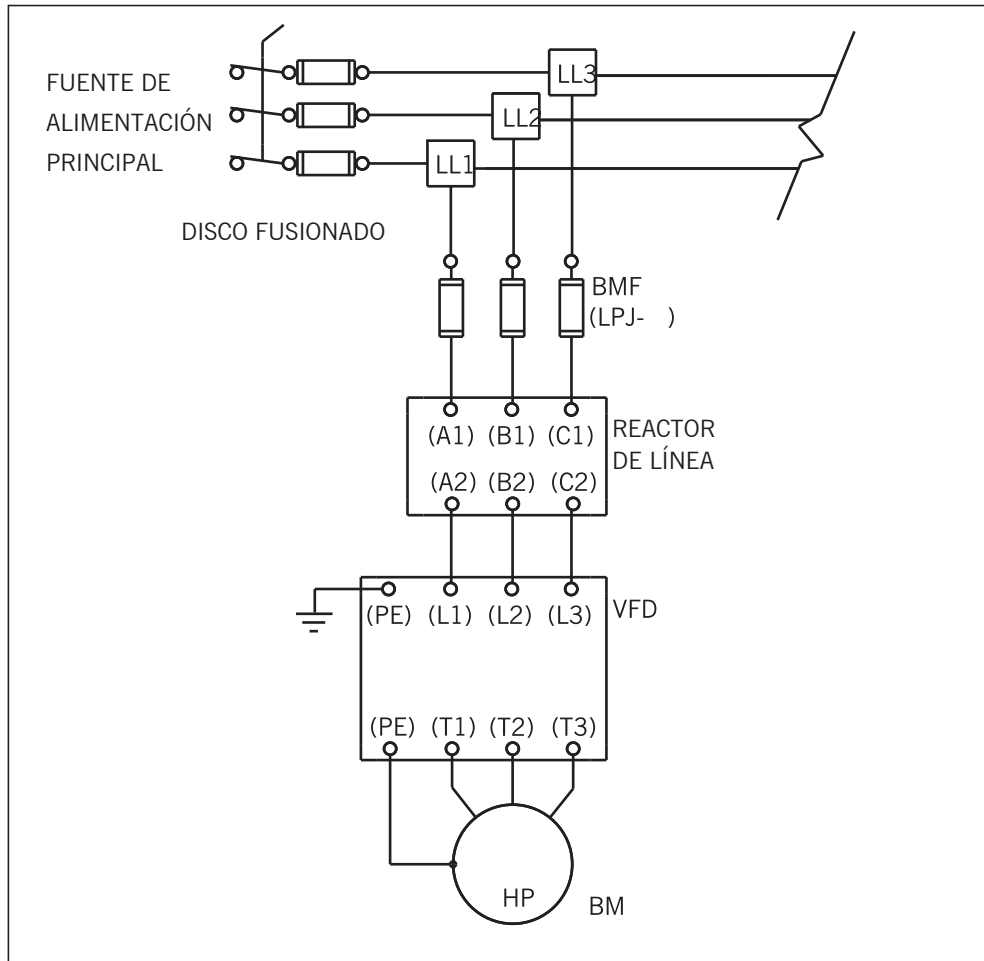 FUENTE DE
ALIMENTACIÓN
PRINCIPAL
LL3
LL2
LL1
DISCO FUSIONADO
BMF
(LPJ- )
(A1) (B1) (C1)
REACTOR
DE LÍNEA
(A2) (B2) (C2)
(PE) (L1) (L2) (L3)
VFD
(PE) (T1) (T2) (T3)
HP
BM